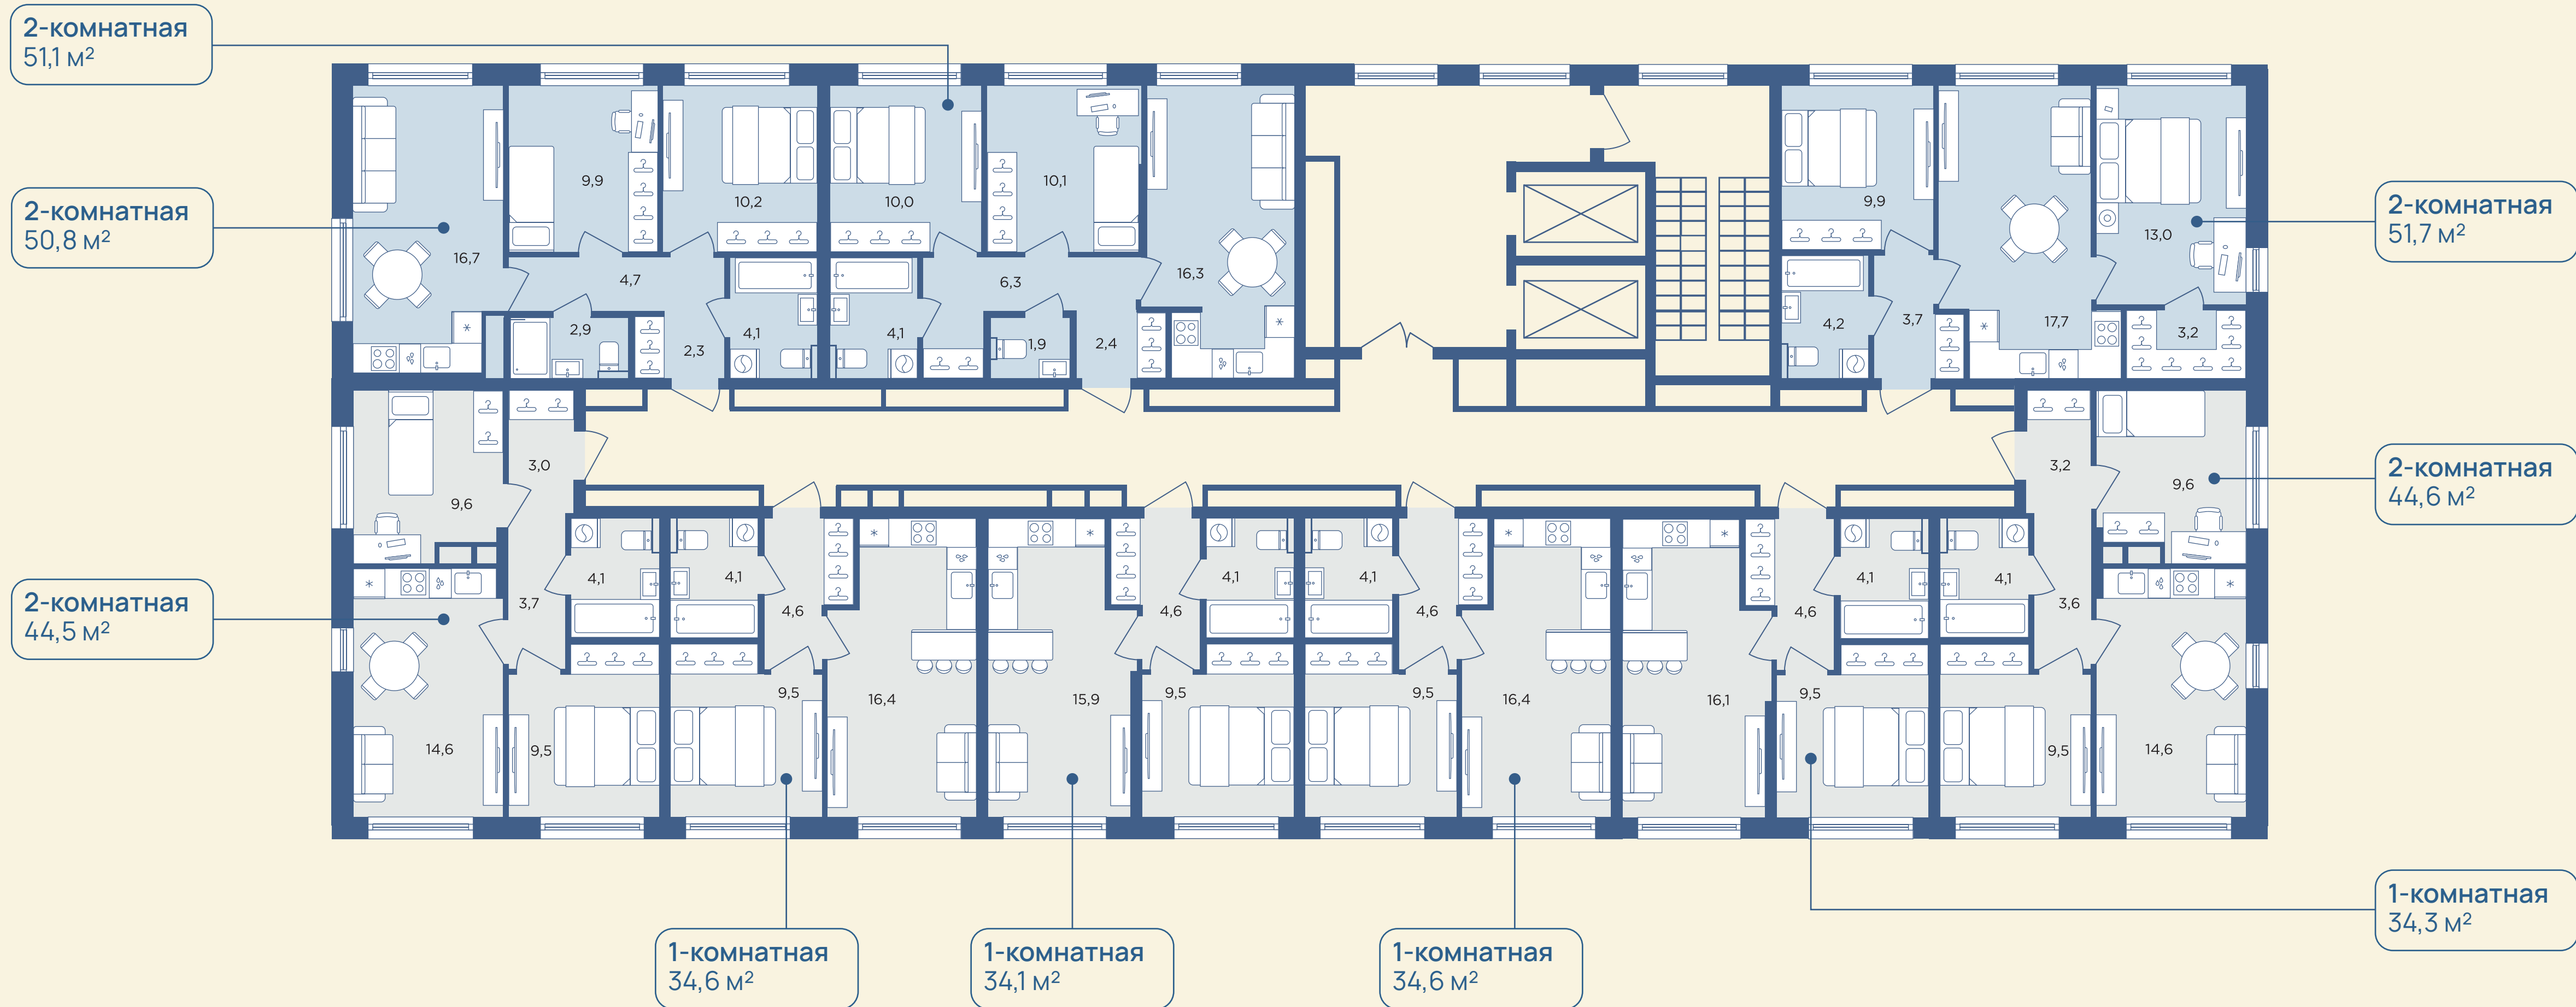 2-комнатная
51,1 м²
2-комнатная
50,8 м²
2-комнатная
51,7 м²
2-комнатная
44,6 м²
2-комнатная
44,5 м²
1-комнатная
34,3 м²
1-комнатная
34,6 м²
1-комнатная
34,1 м²
1-комнатная
34,6 м²
9,9
10,2
10,0
10,1
16,7
4,7
6,3
16,3
2,9
2,3
4,1
4,1
1,9
2,4
9,9
13,0
4,2
3,7
17,7
3,2
3,0
9,6
3,2
9,6
3,7
4,1
4,1
4,6
4,6
4,1
4,1
4,6
4,6
4,1
4,1
3,6
14,6
9,5
9,5
16,4
15,9
9,5
9,5
16,4
16,1
9,5
9,5
14,6